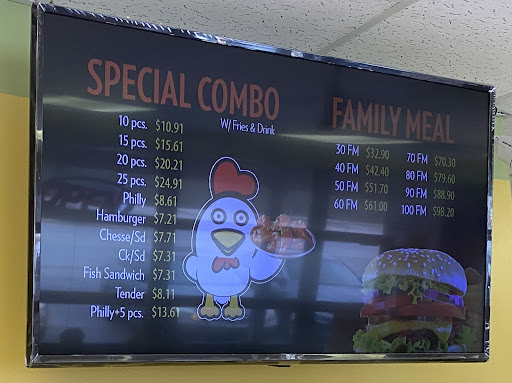 SPECIAL COMBO
W/ Fries & Drink
10 pcs. $10.91
15 pcs. $15.61
20 pcs. $20.21
25 pcs. $24.91
Philly $8.61
Hamburger $7.21
Chesse/Sd $7.71
Ck/Sd $7.31
Fish Sandwich $7.31
Tender $8.11
Philly+5 pcs. $13.61
FAMILY MEAL
30 FM $32.90 70 FM $70.30
40 FM $42.40 80 FM $79.60
50 FM $51.70 90 FM $88.90
60 FM $61.00 100 FM $98.20